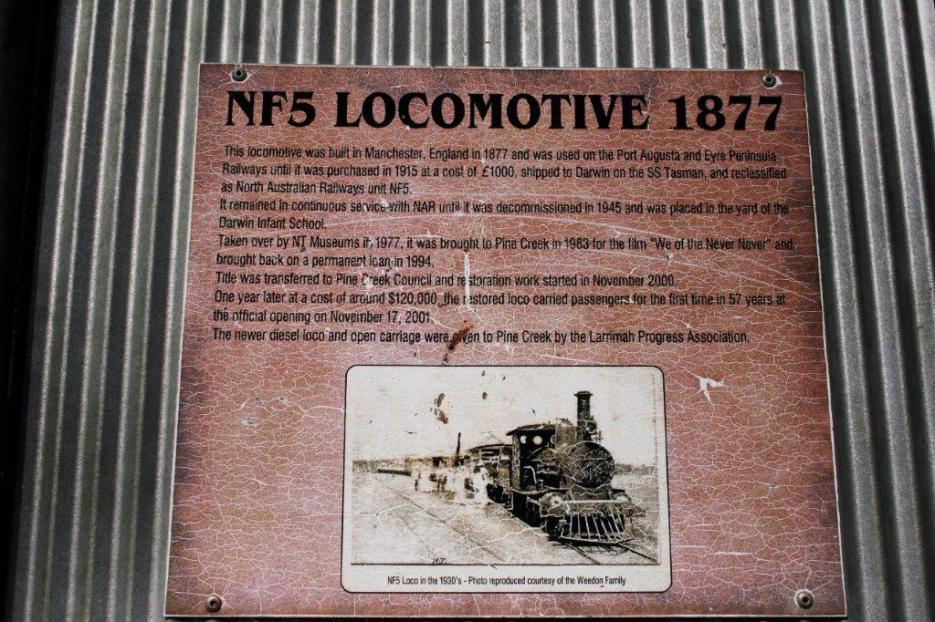 NF5 LOCOMOTIVE 1877
This locomotive was built in Manchester, England in 1877 and was used on the Port Augusta and Eyre Peninsula
Railways until it was purchased in 1915 at a cost of £1000, shipped to Darwin on the SS Tasman, and reclassified
as North Australian Railways unit NF5.
It remained in continuous service with NAR until it was decommissioned in 1945 and was placed in the yard of the
Darwin Infant School.
Taken over by NT Museums in 1977, it was brought to Pine Creek in 1983 for the film "We of the Never Never" and
brought back on a permanent loan in 1994.
Title was transferred to Pine Creek Council and restoration work started in November 2000.
One year later at a cost of around $120,000, the restored loco carried passengers for the first time in 57 years at
the official opening on November 17, 2001.
The newer diesel loco and open carriage were given to Pine Creek by the Larrimah Progress Association.
NF5 Loco in the 1930's - Photo reproduced courtesy of the Weedon Family